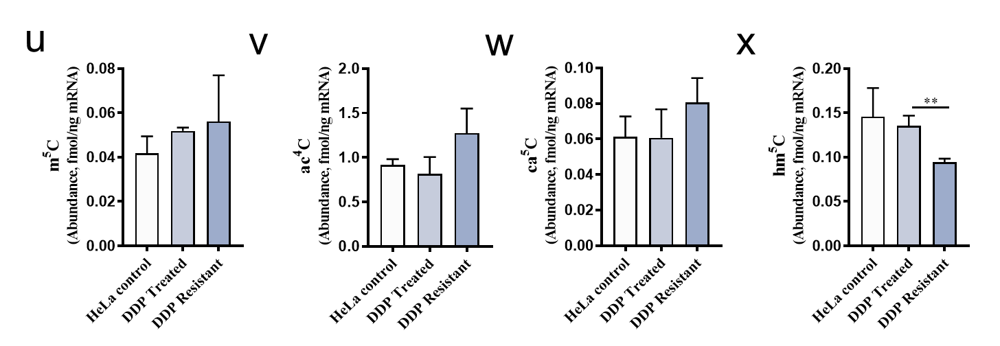 u
m⁵C
(Abundance, fmol/ng mRNA)
0.08
0.06
0.04
0.02
0.00
HeLa control
DDP Treated
DDP Resistant
v
ac⁴C
(Abundance, fmol/ng mRNA)
2.0
1.5
1.0
0.5
0.0
HeLa control
DDP Treated
DDP Resistant
w
ca⁵C
(Abundance, fmol/ng mRNA)
0.10
0.08
0.06
0.04
0.02
0.00
HeLa control
DDP Treated
DDP Resistant
x
hm⁵C
(Abundance, fmol/ng mRNA)
0.20
0.15
0.10
0.05
0.00
**
HeLa control
DDP Treated
DDP Resistant